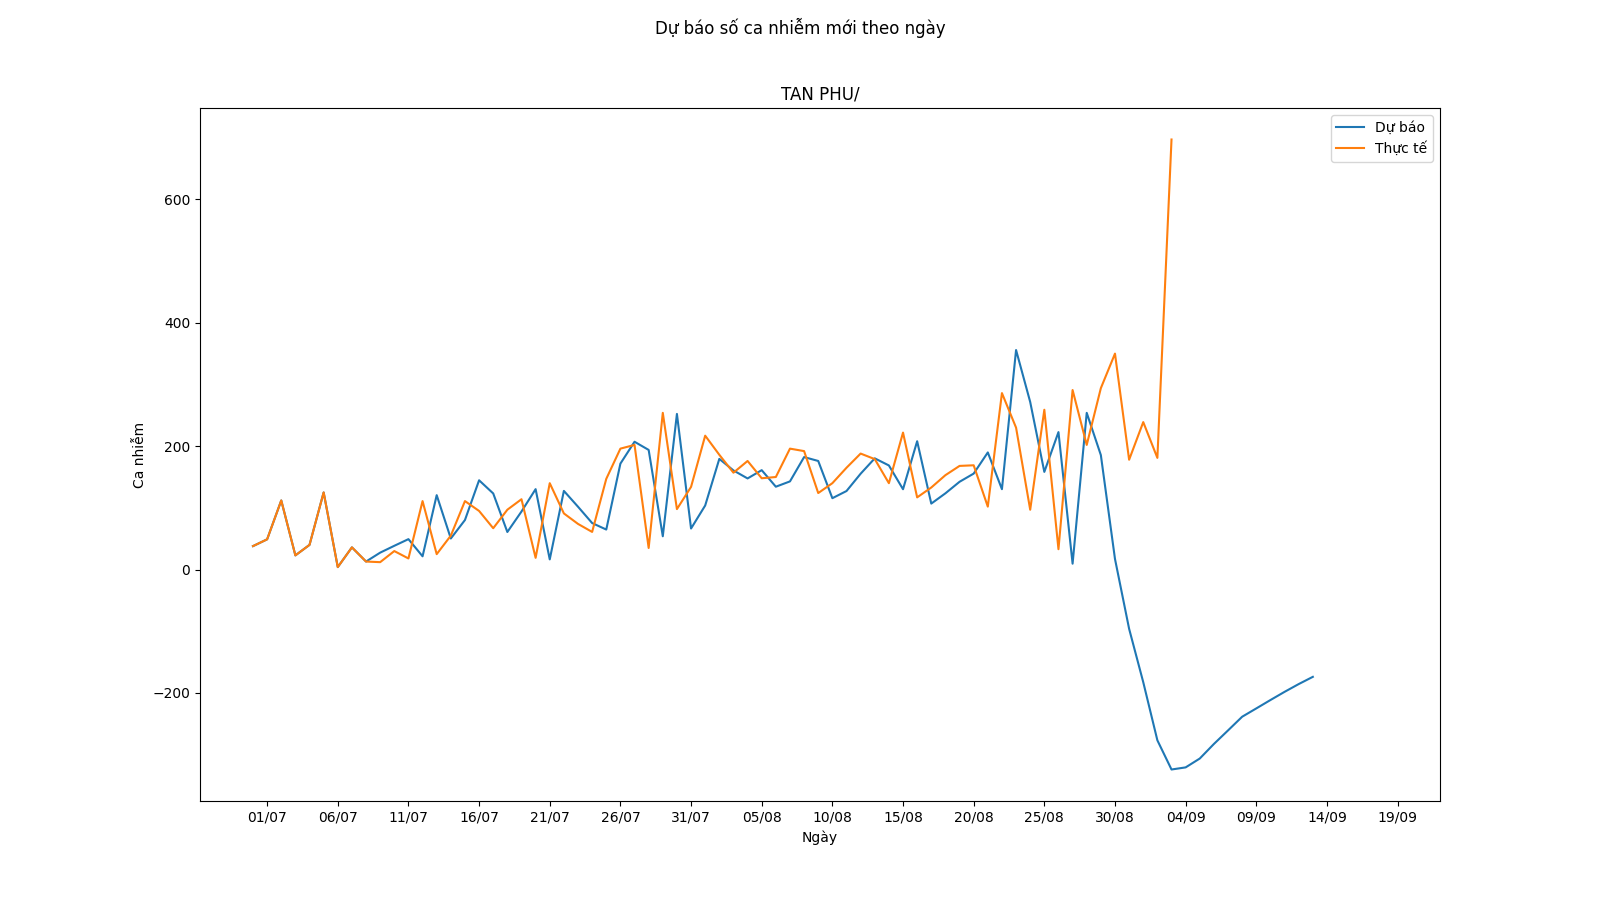 Dự báo số ca nhiễm mới theo ngày
TAN PHU/
Dự báo
Thực tế
600
400
200
0
−200
Ca nhiễm
01/07 06/07 11/07 16/07 21/07 26/07 31/07 05/08 10/08 15/08 20/08 25/08 30/08 04/09 09/09 14/09 19/09
Ngày